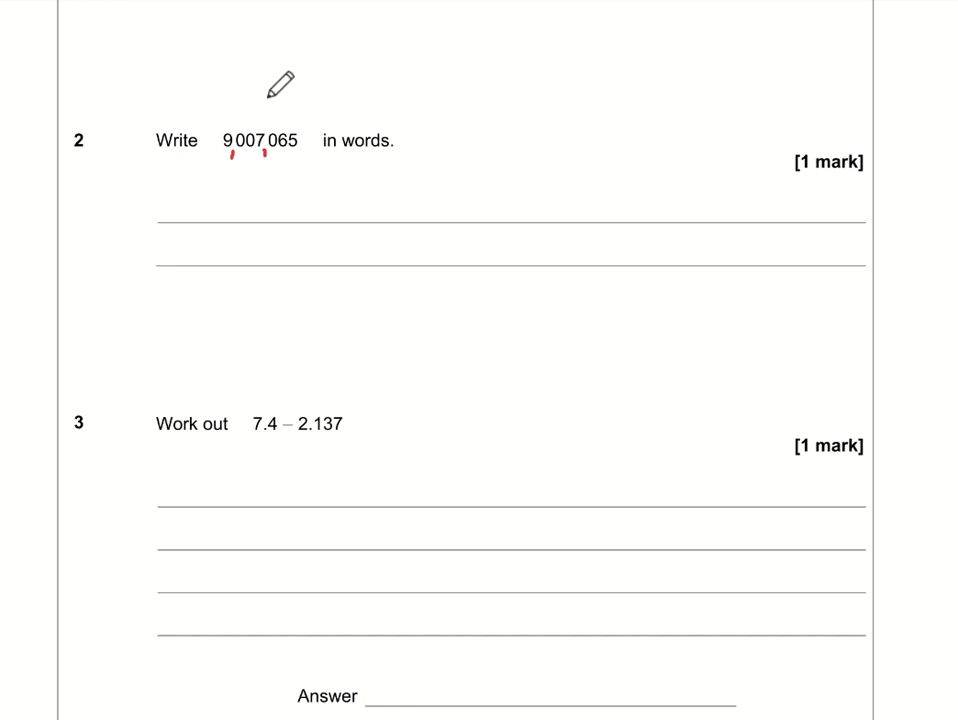 2 Write 9 007 065 in words.
[1 mark]
3 Work out 7.4 – 2.137
[1 mark]
Answer